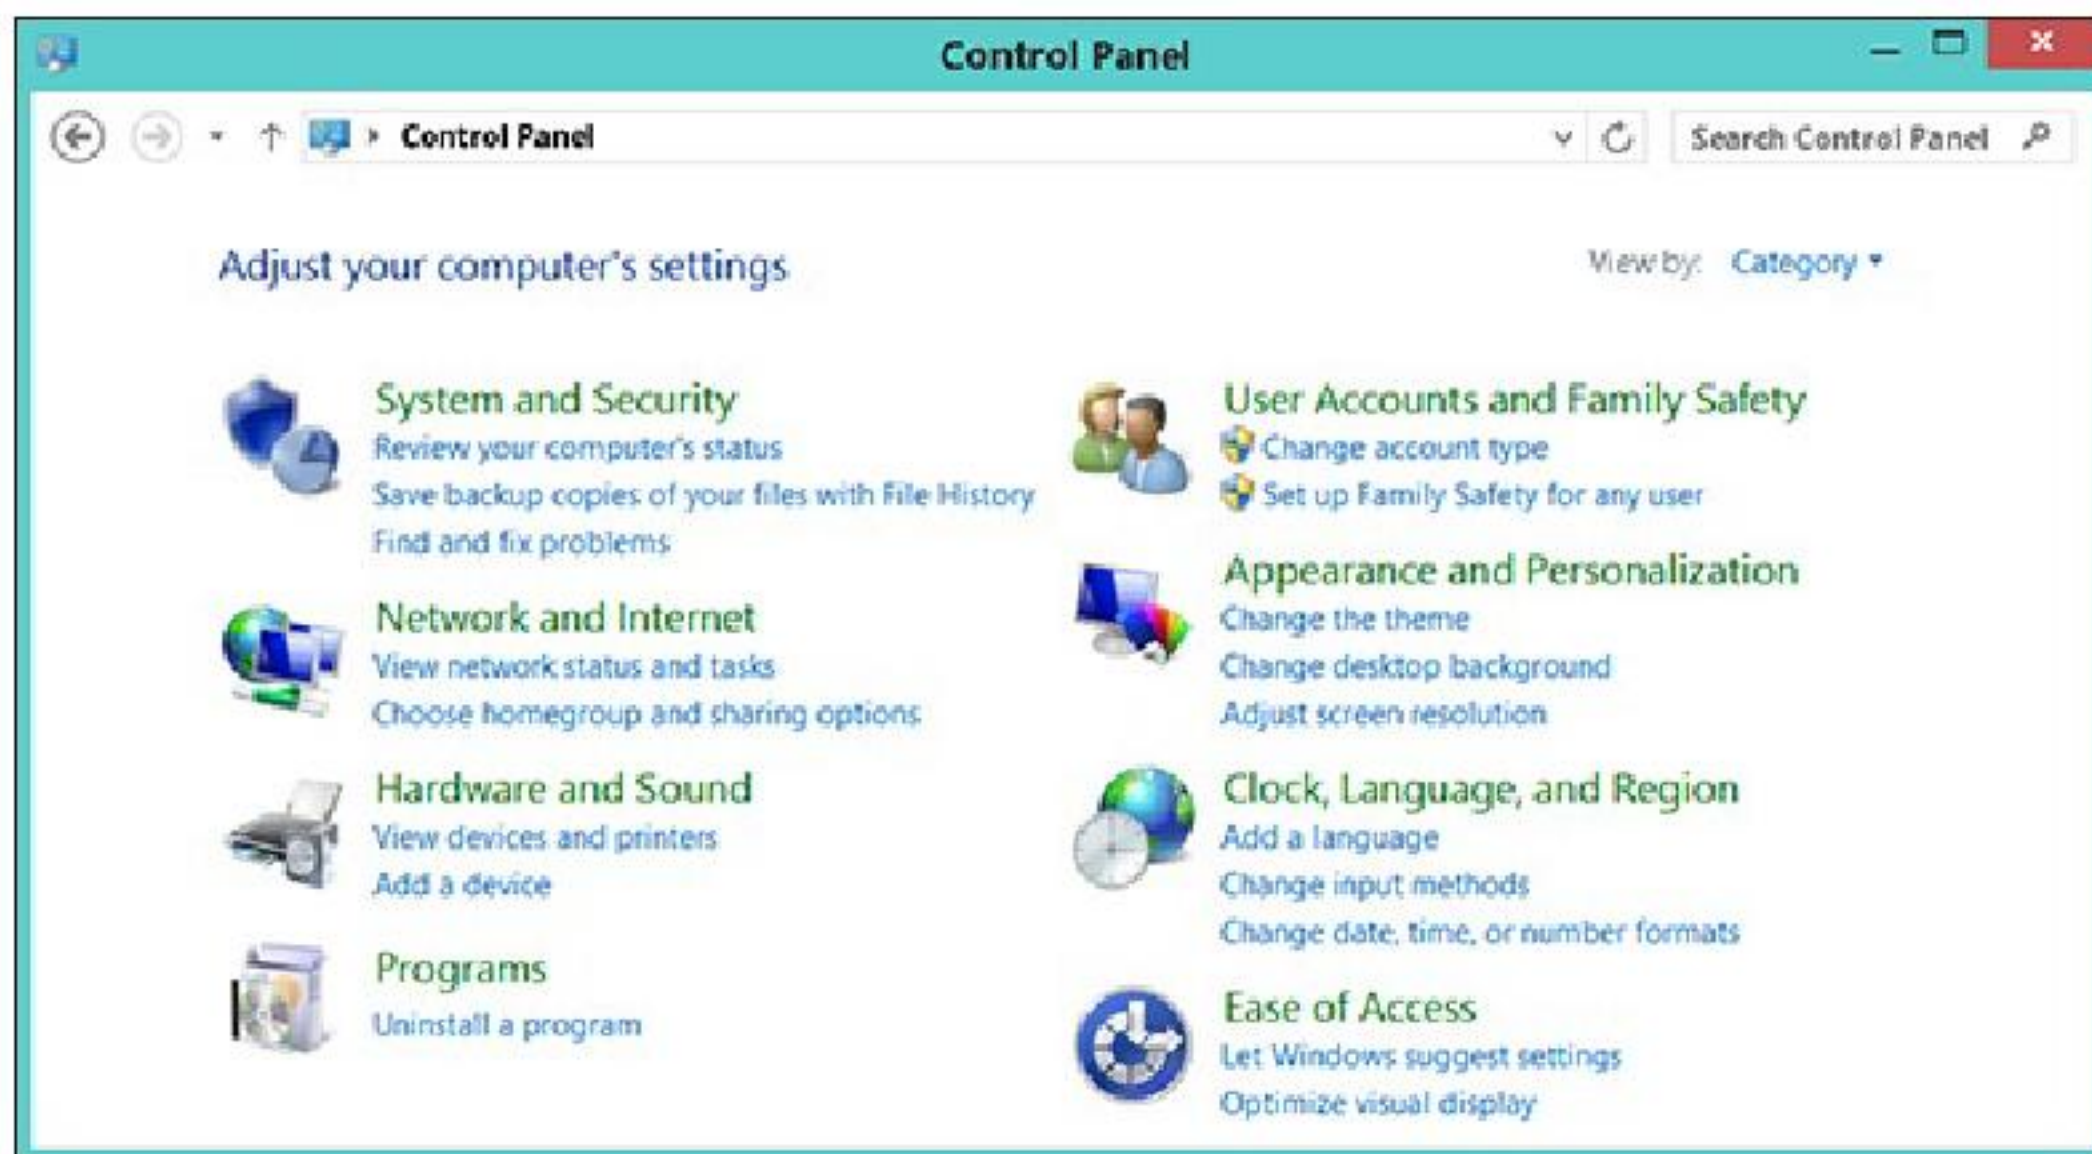 Control Panel
Control Panel
Search Control Panel
Adjust your computer's settings
View by: Category
System and Security
Review your computer's status
Save backup copies of your files with File History
Find and fix problems
Network and Internet
View network status and tasks
Choose homegroup and sharing options
Hardware and Sound
View devices and printers
Add a device
Programs
Uninstall a program
User Accounts and Family Safety
Change account type
Set up Family Safety for any user
Appearance and Personalization
Change the theme
Change desktop background
Adjust screen resolution
Clock, Language, and Region
Add a language
Change input methods
Change date, time, or number formats
Ease of Access
Let Windows suggest settings
Optimize visual display